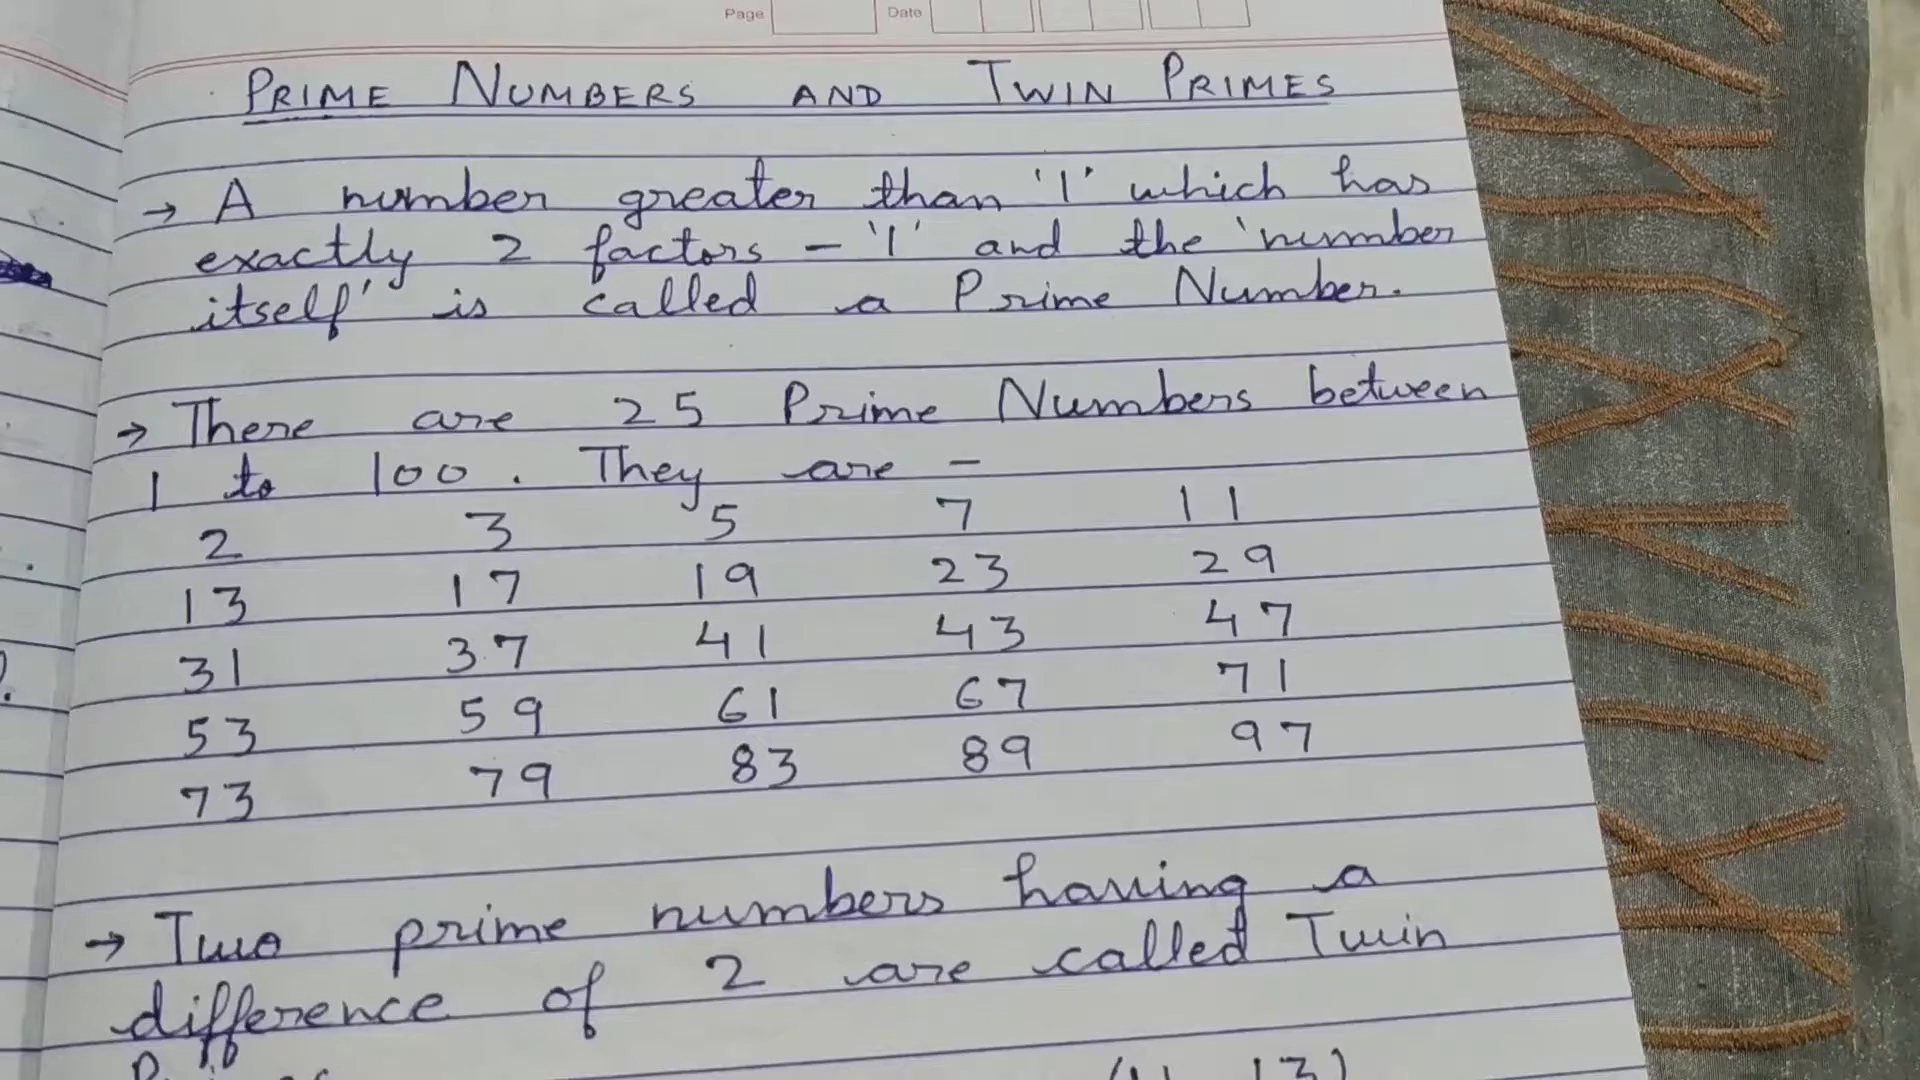 Page Date
PRIME NUMBERS AND TWIN PRIMES
→ A number greater than '1' which has
exactly 2 factors - '1' and the 'number
itself' is called a Prime Number.
→ There are 25 Prime Numbers between
1 to 100. They are -
2 3 5 7 11
13 17 19 23 29
31 37 41 43 47
53 59 61 67 71
73 79 83 89 97
→ Two prime numbers having a
difference of 2 are called Twin
(11, 13)